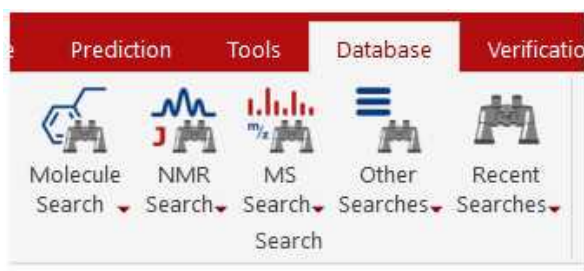 Prediction Tools Database Verificatio
J m/z
Molecule NMR MS Other Recent
Search Search Search Searches Searches
Search